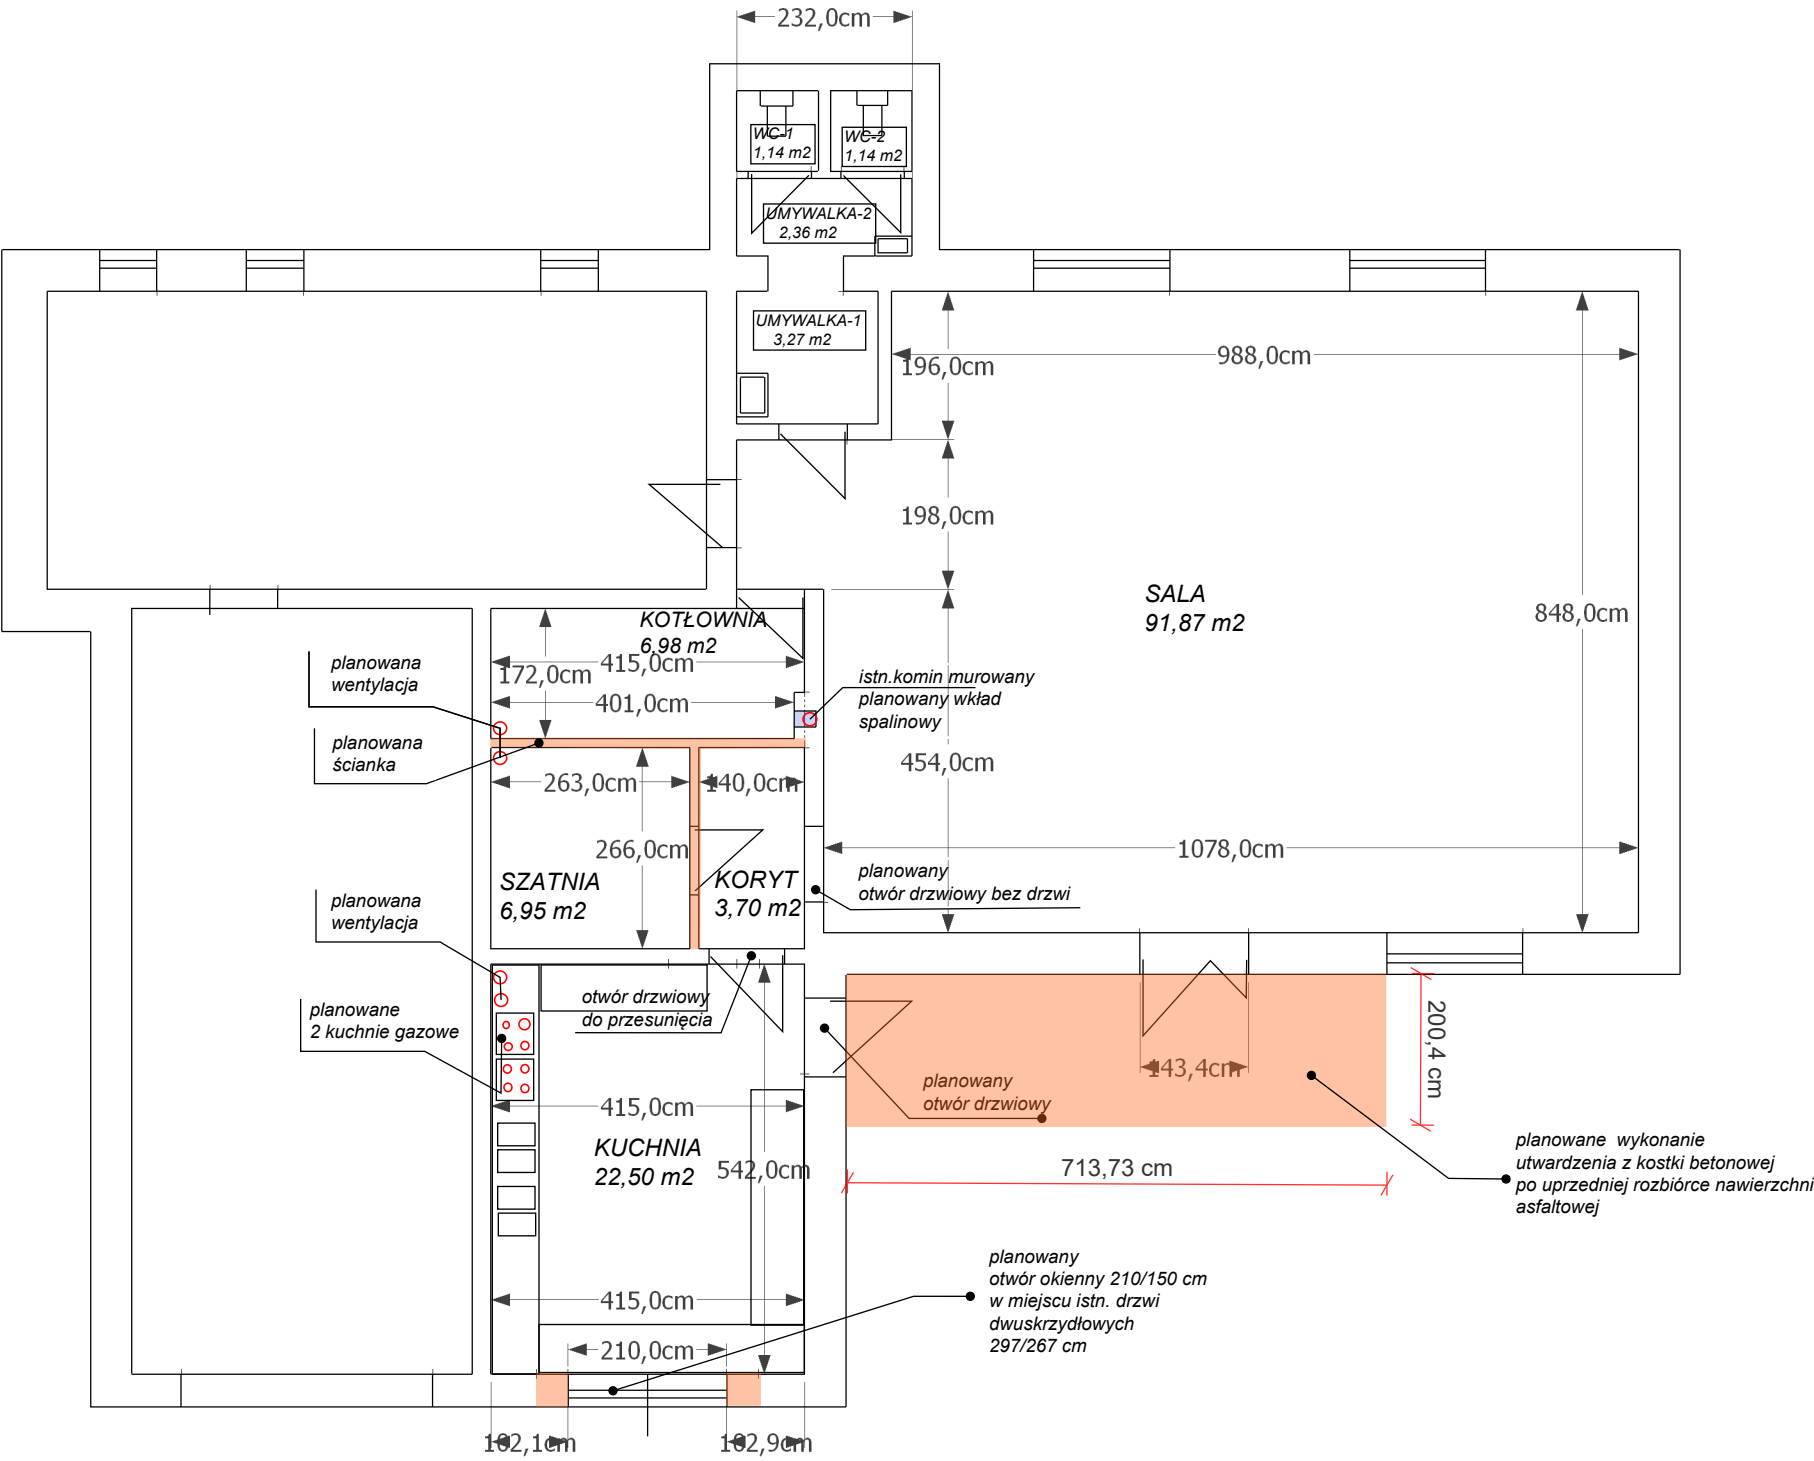 232,0cm
WC-1
1,14 m2
WC-2
1,14 m2
UMYWALKA-2
2,36 m2
UMYWALKA-1
3,27 m2
196,0cm
988,0cm
198,0cm
SALA
91,87 m2
848,0cm
KOTŁOWNIA
6,98 m2
415,0cm
172,0cm
401,0cm
planowana
wentylacja
planowana
ścianka
istn.komin murowany
planowany wkład
spalinowy
454,0cm
263,0cm
140,0cm
266,0cm
1078,0cm
SZATNIA
6,95 m2
KORYT
3,70 m2
planowany
otwór drzwiowy bez drzwi
planowana
wentylacja
planowane
2 kuchnie gazowe
otwór drzwiowy
do przesunięcia
planowany
otwór drzwiowy
143,4cm
200,4 cm
415,0cm
KUCHNIA
22,50 m2
542,0cm
713,73 cm
planowane wykonanie
utwardzenia z kostki betonowej
po uprzedniej rozbiórce nawierzchni
asfaltowej
planowany
otwór okienny 210/150 cm
w miejscu istn. drzwi
dwuskrzydłowych
297/267 cm
415,0cm
210,0cm
102,1cm
102,9cm